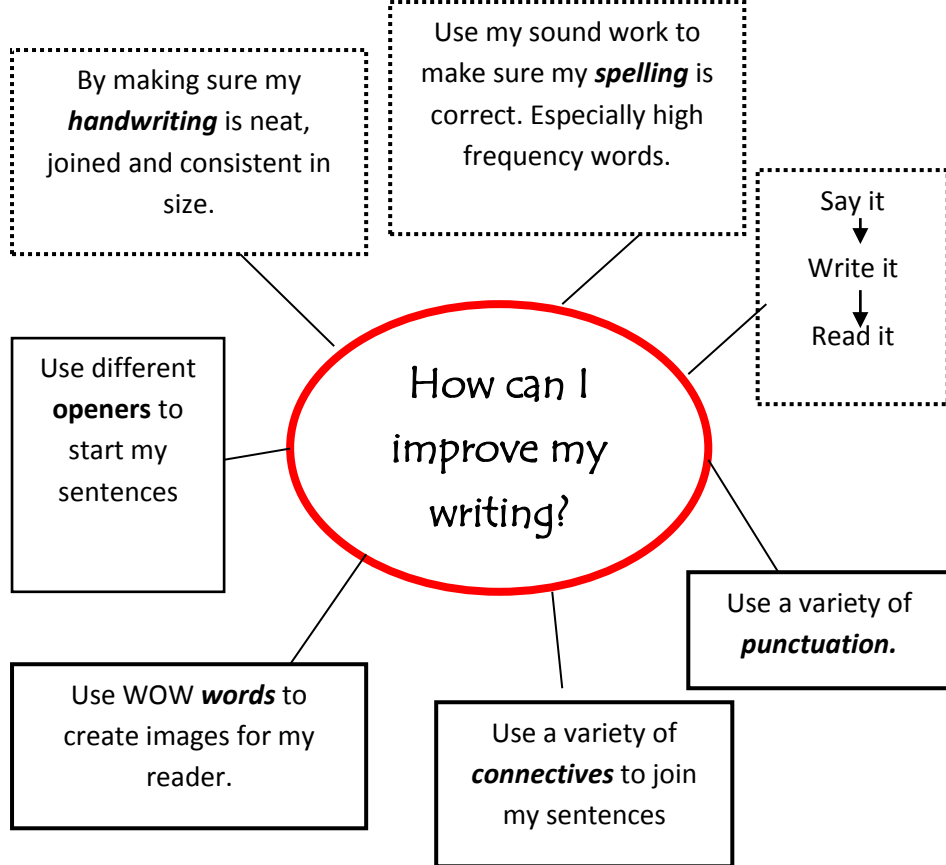 By making sure my
handwriting is neat,
joined and consistent in
size.
Use my sound work to
make sure my spelling is
correct. Especially high
frequency words.
Say it
Write it
Read it
How can I
improve my
writing?
Use different
openers to
start my
sentences
Use a variety of
punctuation.
Use WOW words to
create images for my
reader.
Use a variety of
connectives to join
my sentences